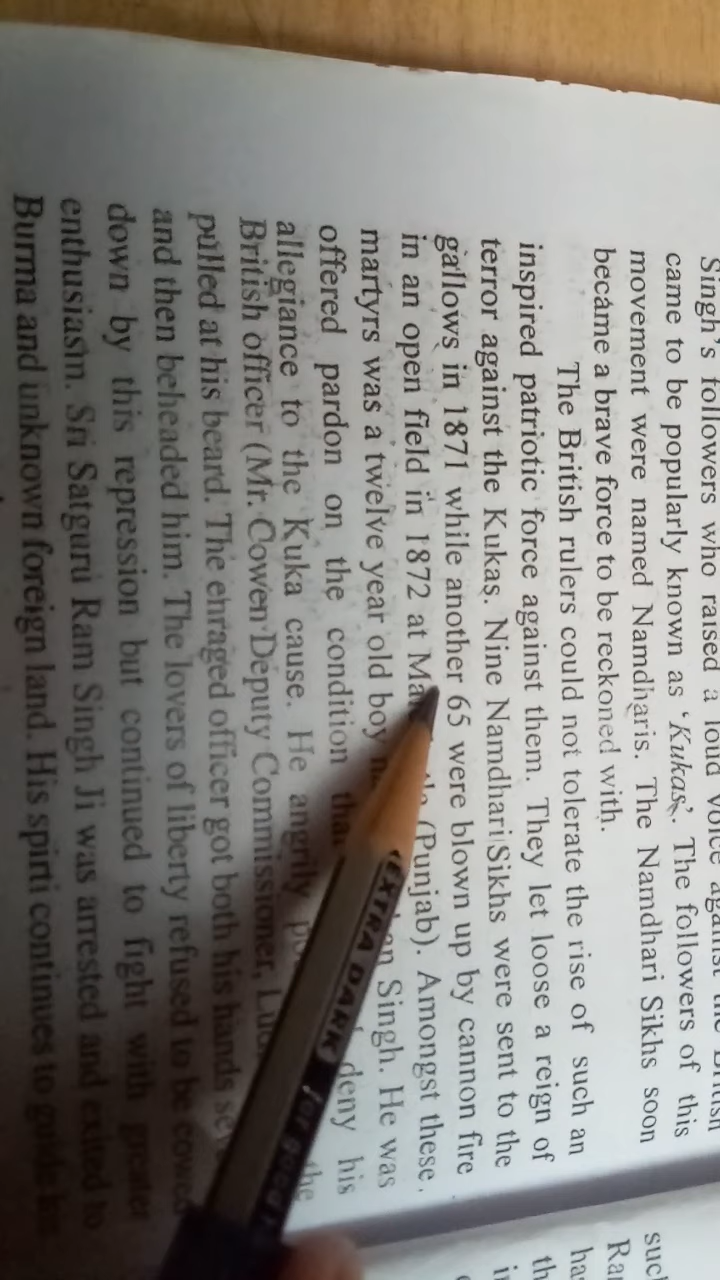 Singh's followers who raised a loud voice against the British
came to be popularly known as 'Kukas'. The followers of this
movement were named Namdharis. The Namdhari Sikhs soon
became a brave force to be reckoned with.
The British rulers could not tolerate the rise of such an
inspired patriotic force against them. They let loose a reign of
terror against the Kukas. Nine Namdhari Sikhs were sent to the
gallows in 1871 while another 65 were blown up by cannon fire
in an open field in 1872 at (Punjab). Amongst these
martyrs was a twelve year old boy Singh. He was
offered pardon on the condition deny his
allegiance to the Kuka cause. He angrily the
British officer (Mr. Cowen Deputy Commissioner,
pulled at his beard. The enraged officer got both his hands
and then beheaded him. The lovers of liberty refused to be
down by this repression but continued to fight with greater
enthusiasm. Sri Satguru Ram Singh Ji was arrested and exiled to
Burma and unknown foreign land. His spirti continues to
suc
Ra
ha
th
i